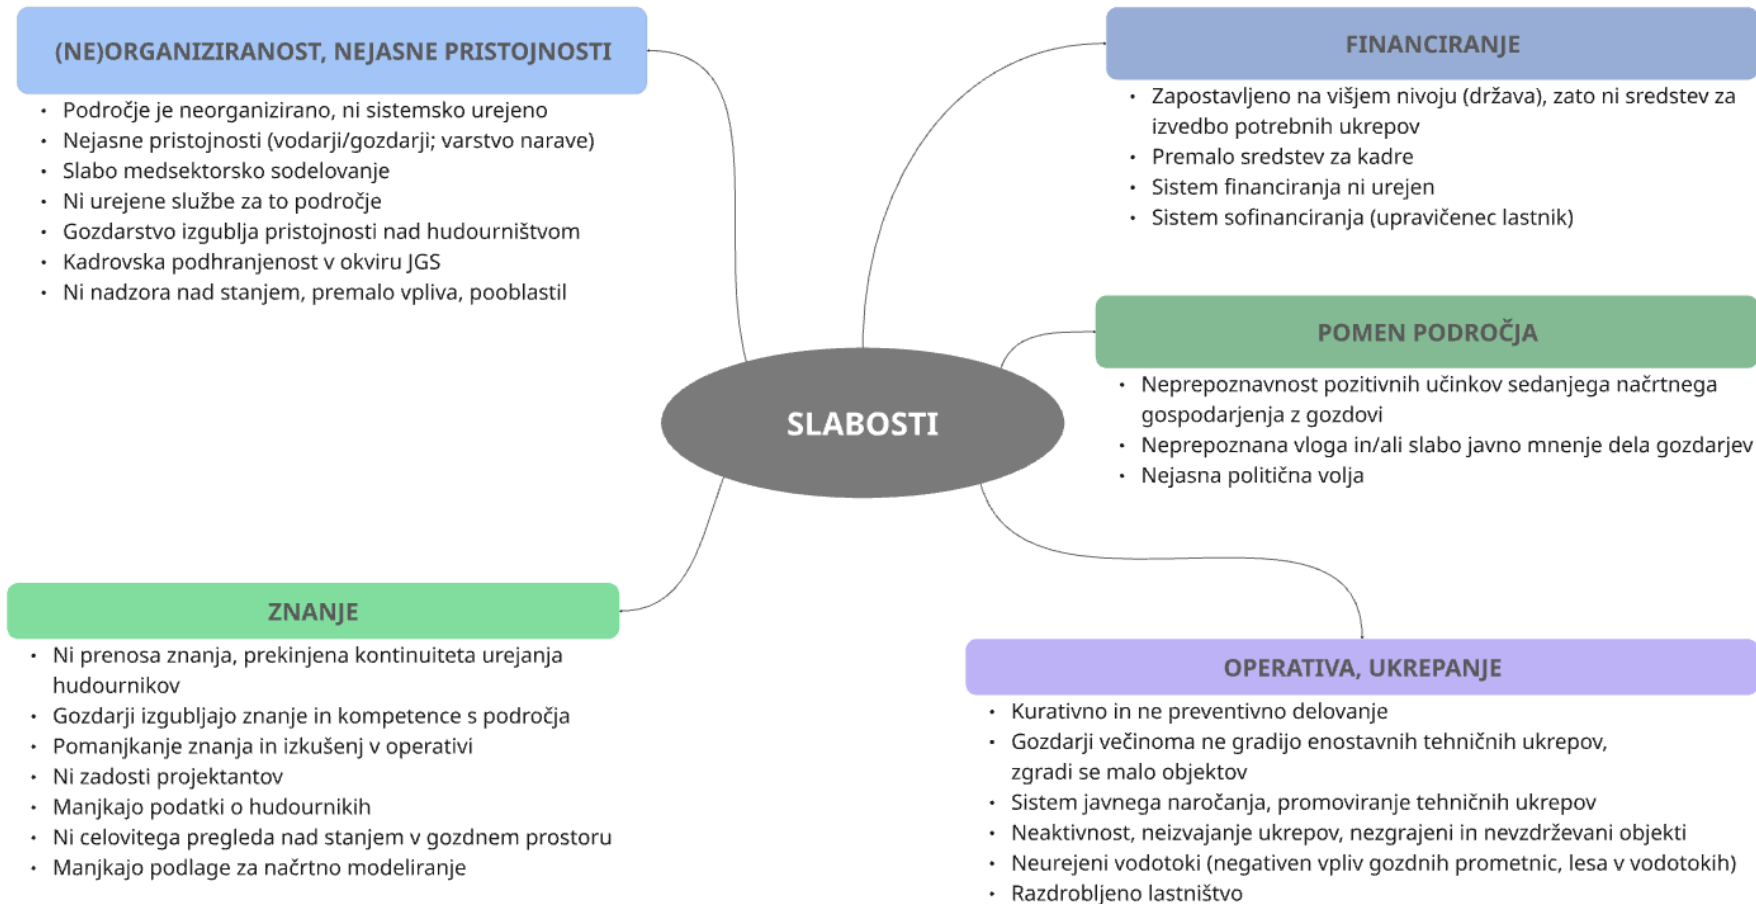 (NE)ORGANIZIRANOST, NEJASNE PRISTOJNOSTI
• Področje je neorganizirano, ni sistemsko urejeno
• Nejasne pristojnosti (vodarji/gozdarji; varstvo narave)
• Slabo medsektorsko sodelovanje
• Ni urejene službe za to področje
• Gozdarstvo izgublja pristojnosti nad hudourništvom
• Kadrovska podhranjenost v okviru JGS
• Ni nadzora nad stanjem, premalo vpliva, pooblastil
FINANCIRANJE
• Zapostavljeno na višjem nivoju (država), zato ni sredstev za
izvedbo potrebnih ukrepov
• Premalo sredstev za kadre
• Sistem financiranja ni urejen
• Sistem sofinanciranja (upravičenec lastnik)
POMEN PODROČJA
• Neprepoznavnost pozitivnih učinkov sedanjega načrtnega
gospodarjenja z gozdovi
• Neprepoznana vloga in/ali slabo javno mnenje dela gozdarjev
• Nejasna politična volja
SLABOSTI
ZNANJE
• Ni prenosa znanja, prekinjena kontinuiteta urejanja
hudournikov
• Gozdarji izgubljajo znanje in kompetence s področja
• Pomanjkanje znanja in izkušenj v operativi
• Ni zadosti projektantov
• Manjkajo podatki o hudournikih
• Ni celovitega pregleda nad stanjem v gozdnem prostoru
• Manjkajo podlage za načrtno modeliranje
OPERATIVA, UKREPANJE
• Kurativno in ne preventivno delovanje
• Gozdarji večinoma ne gradijo enostavnih tehničnih ukrepov,
zgradi se malo objektov
• Sistem javnega naročanja, promoviranje tehničnih ukrepov
• Neaktivnost, neizvajanje ukrepov, nezgrajeni in nevzdrževani objekti
• Neurejeni vodotoki (negativen vpliv gozdnih prometnic, lesa v vodotokih)
• Razdrobljeno lastništvo